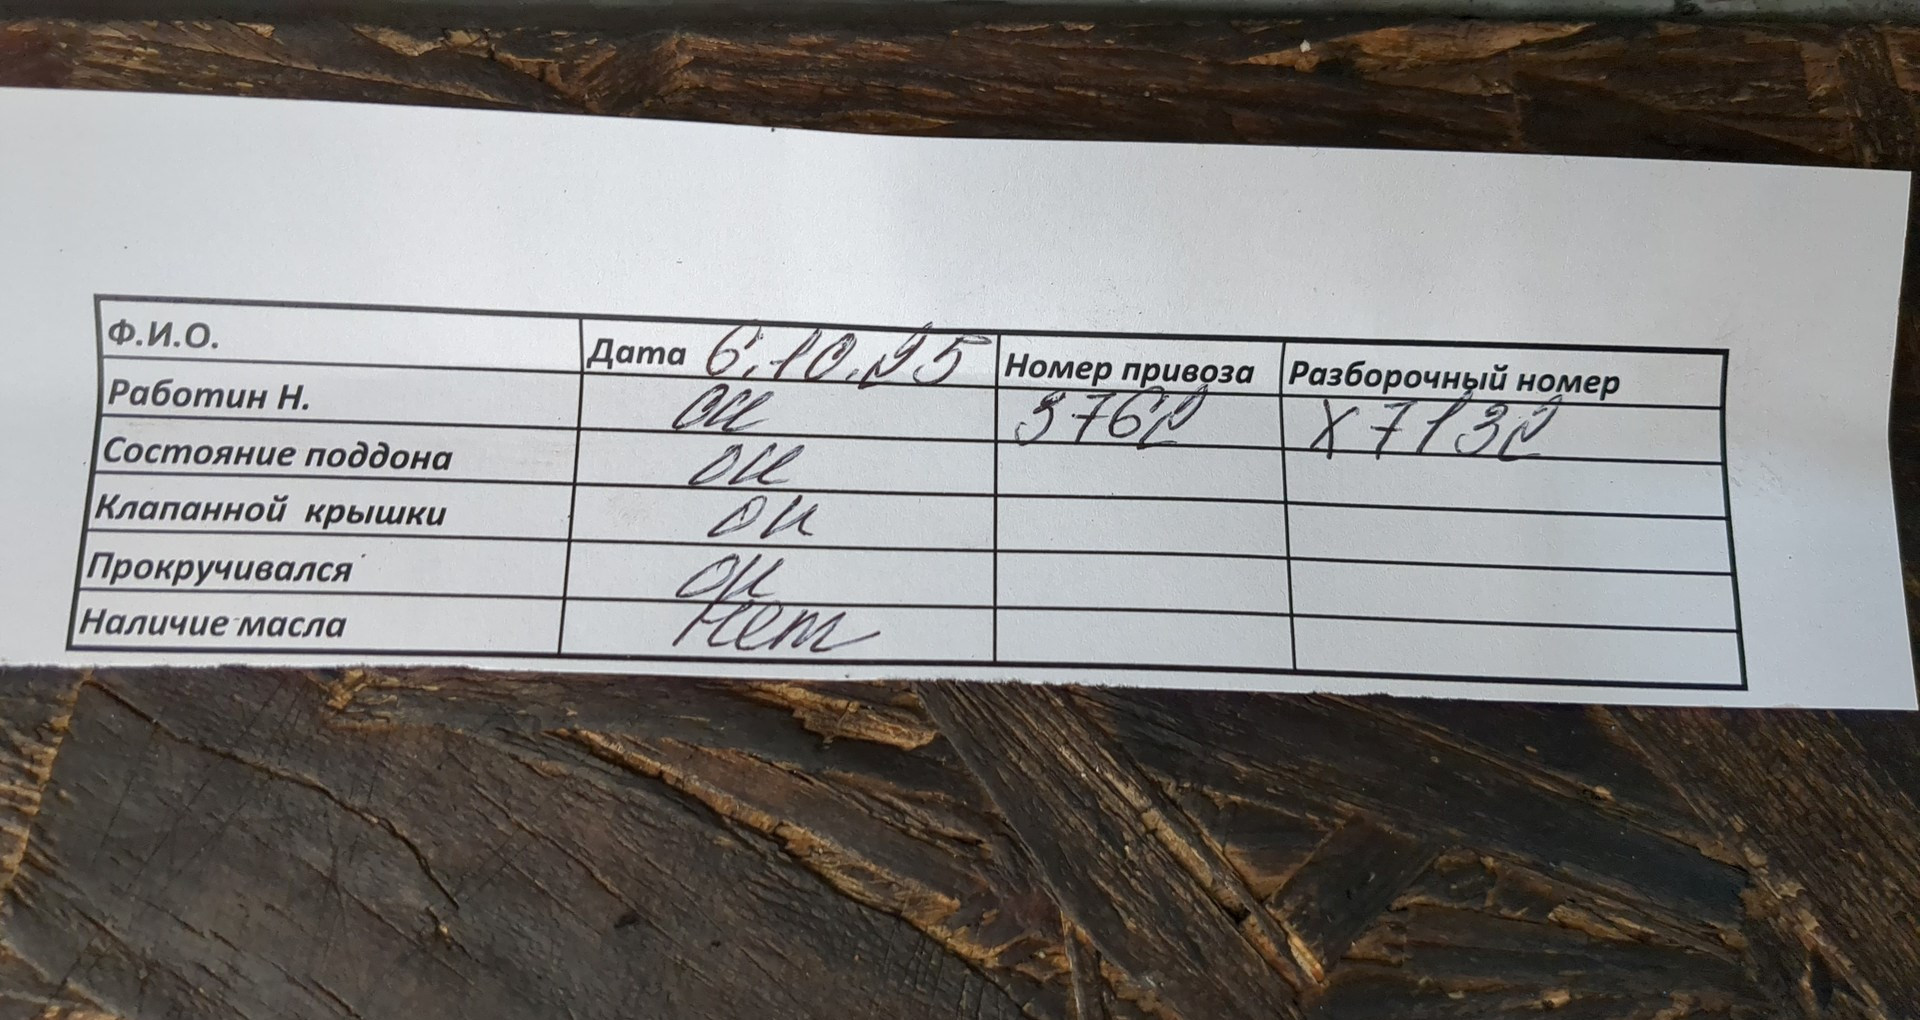 Ф.И.О. Дата 6.10.25 Номер привоза Разборочный номер
Работин Н. ок 3762 X7132
Состояние поддона ок
Клапанной крышки ок
Прокручивался ок
Наличие масла нет